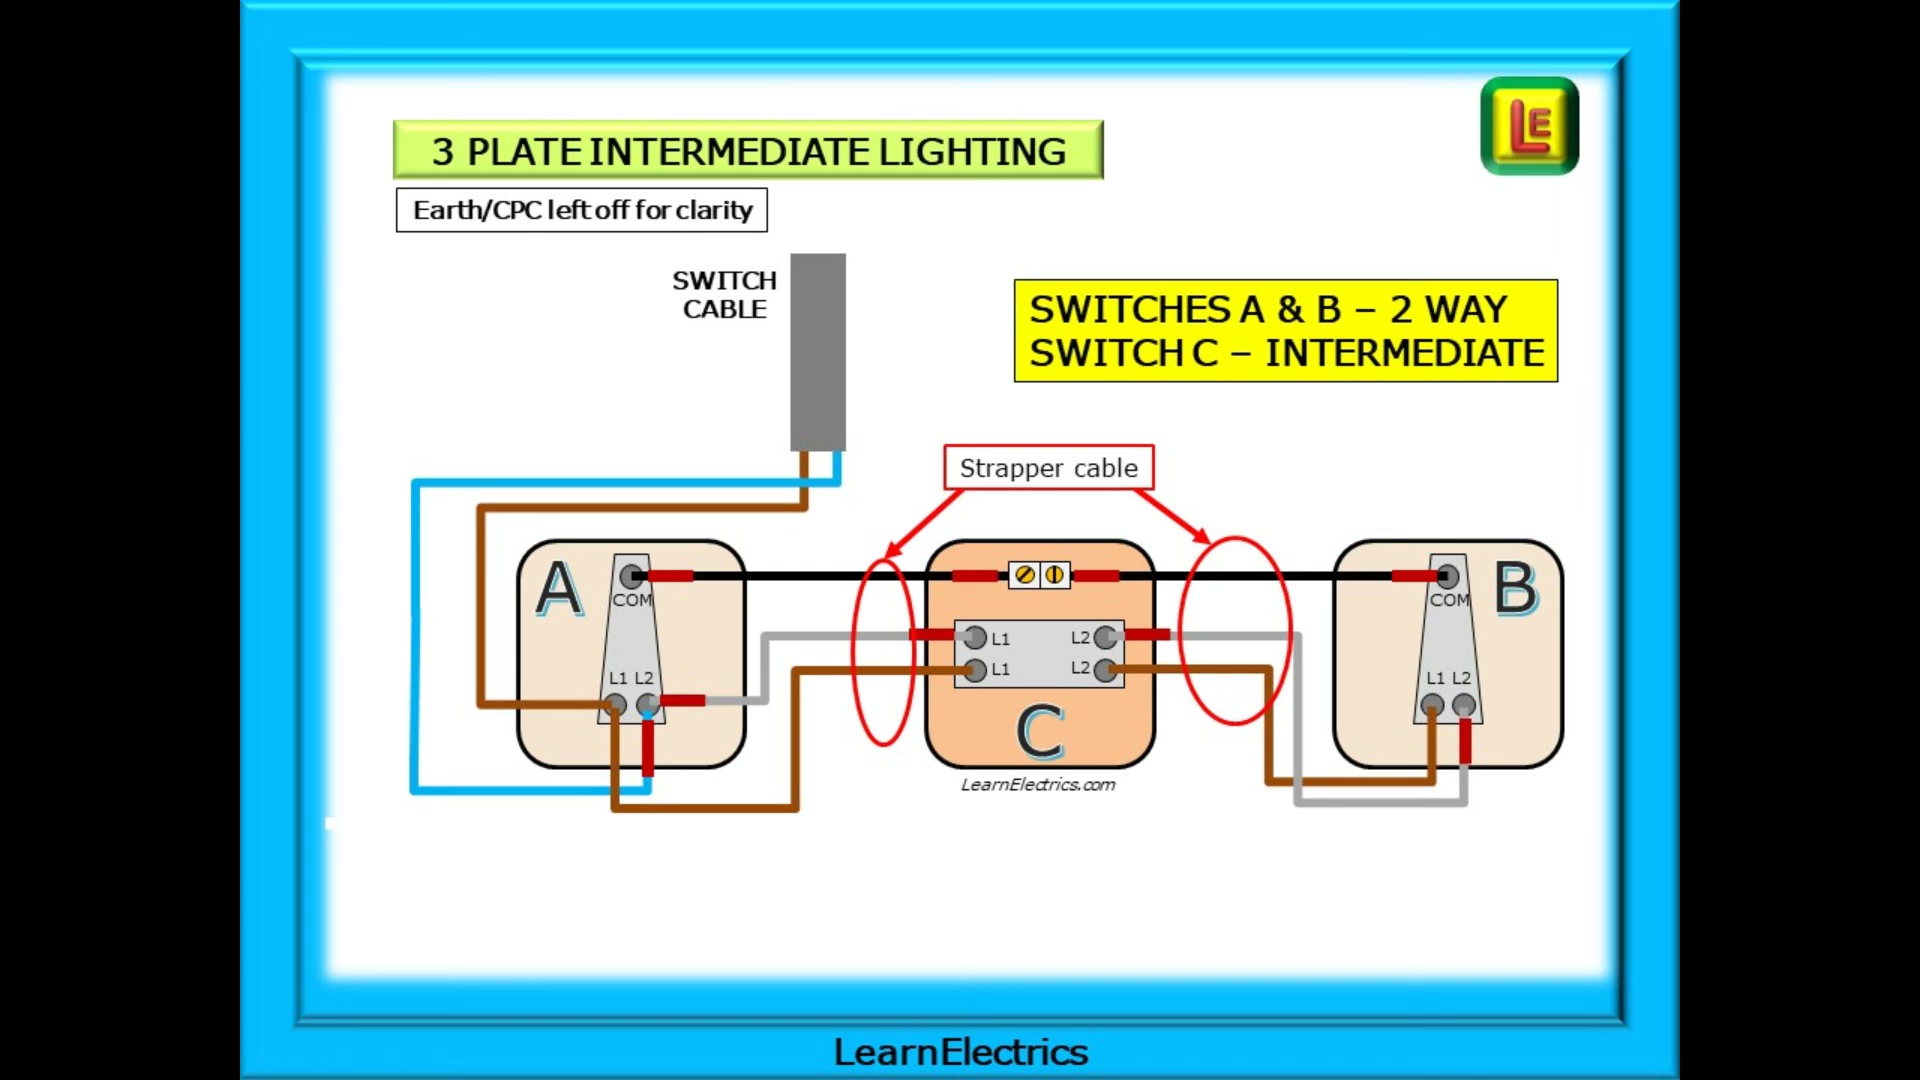 LE
3 PLATE INTERMEDIATE LIGHTING
Earth/CPC left off for clarity
SWITCH
CABLE
SWITCHES A & B – 2 WAY
SWITCH C – INTERMEDIATE
Strapper cable
A
COM
L1 L2
L1
L1
L2
L2
C
LearnElectrics.com
COM
B
L1 L2
LearnElectrics